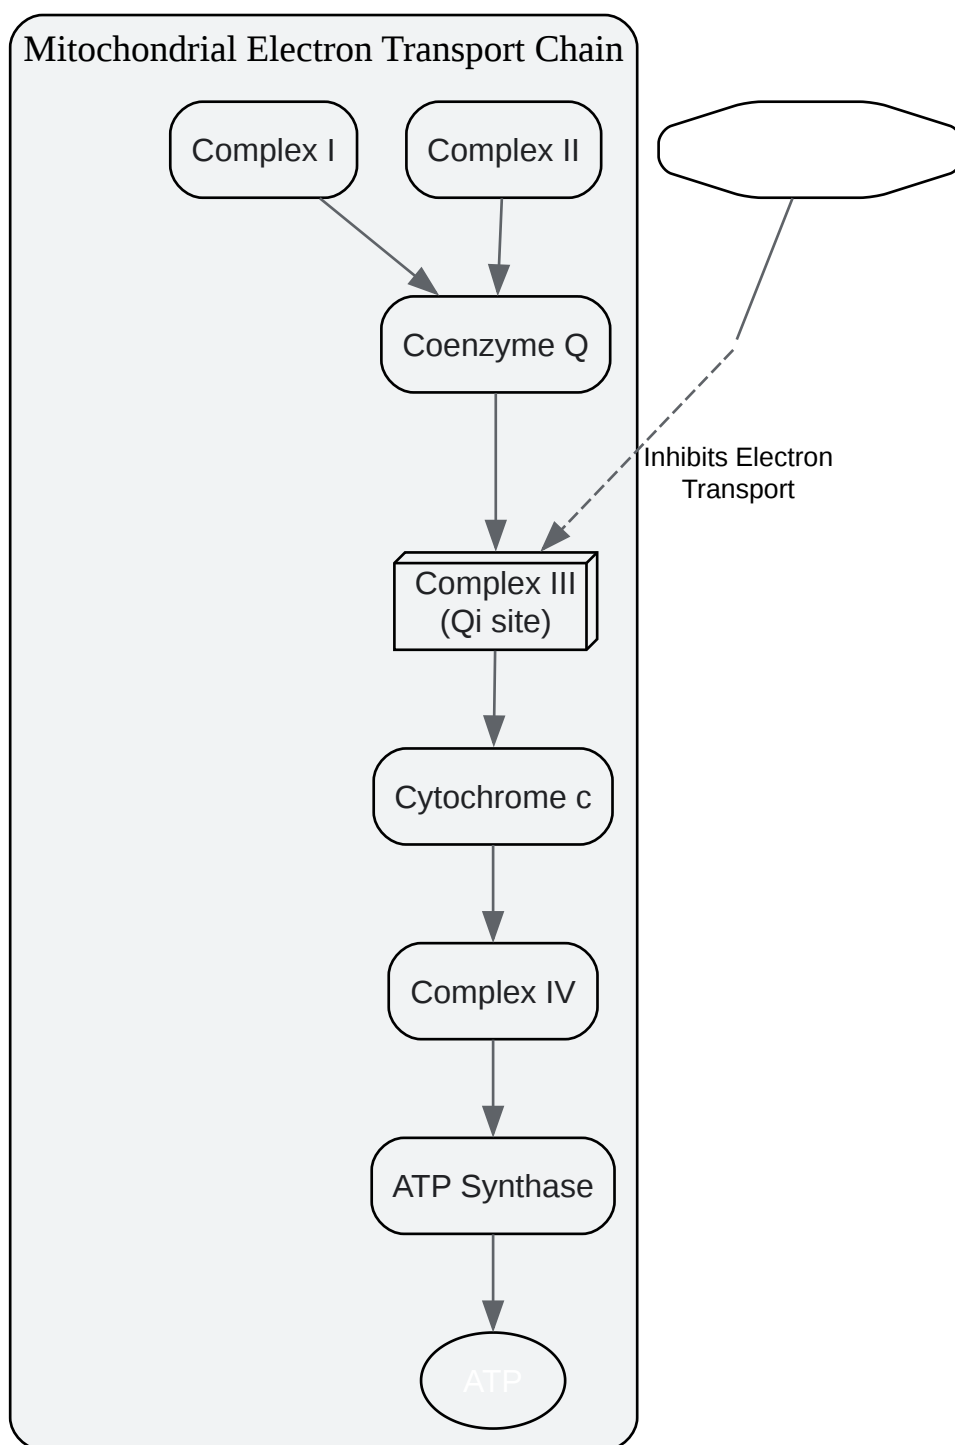 Mitochondrial Electron Transport Chain
Complex I
Complex II
Coenzyme Q
Inhibits Electron
Transport
Complex III
(Qi site)
Cytochrome c
Complex IV
ATP Synthase
ATP